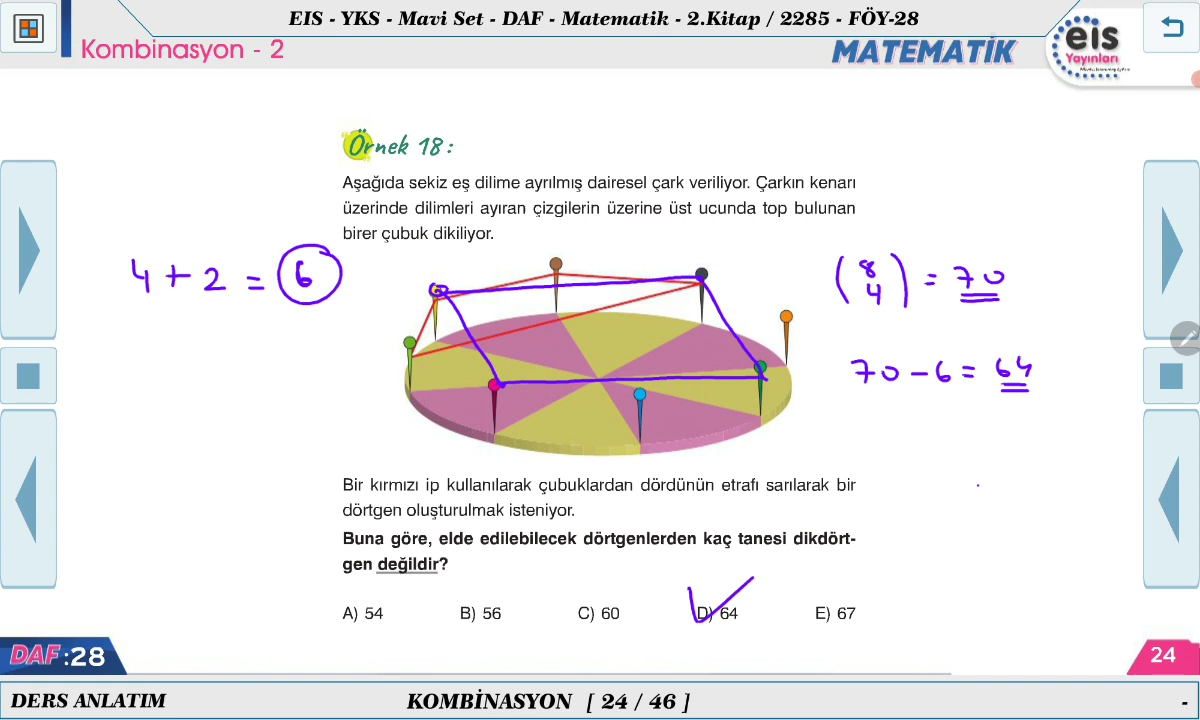 EIS - YKS - Mavi Set - DAF - Matematik - 2.Kitap / 2285 - FÖY-28
Kombinasyon - 2
MATEMATİK
eis
Yayınları
Örnek 18:
Aşağıda sekiz eş dilime ayrılmış dairesel çark veriliyor. Çarkın kenarı
üzerinde dilimleri ayıran çizgilerin üzerine üst ucunda top bulunan
birer çubuk dikiliyor.
4 + 2 = 6
(8 4) = 70
70 - 6 = 64
Bir kırmızı ip kullanılarak çubuklardan dördünün etrafı sarılarak bir
dörtgen oluşturulmak isteniyor.
Buna göre, elde edilebilecek dörtgenlerden kaç tanesi dikdört-
gen değildir?
A) 54 B) 56 C) 60 D) 64 E) 67
DAF:28
24
DERS ANLATIM
KOMBİNASYON [ 24 / 46 ]
-